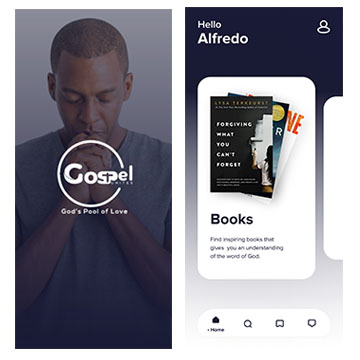 Gospel
UNITES
God's Pool of Love
Hello
Alfredo
LYSA TERKEURST
FORGIVING
WHAT
YOU
CAN'T
FORGET
Books
Find inspiring books that
gives you an understanding
of the word of God.
Home